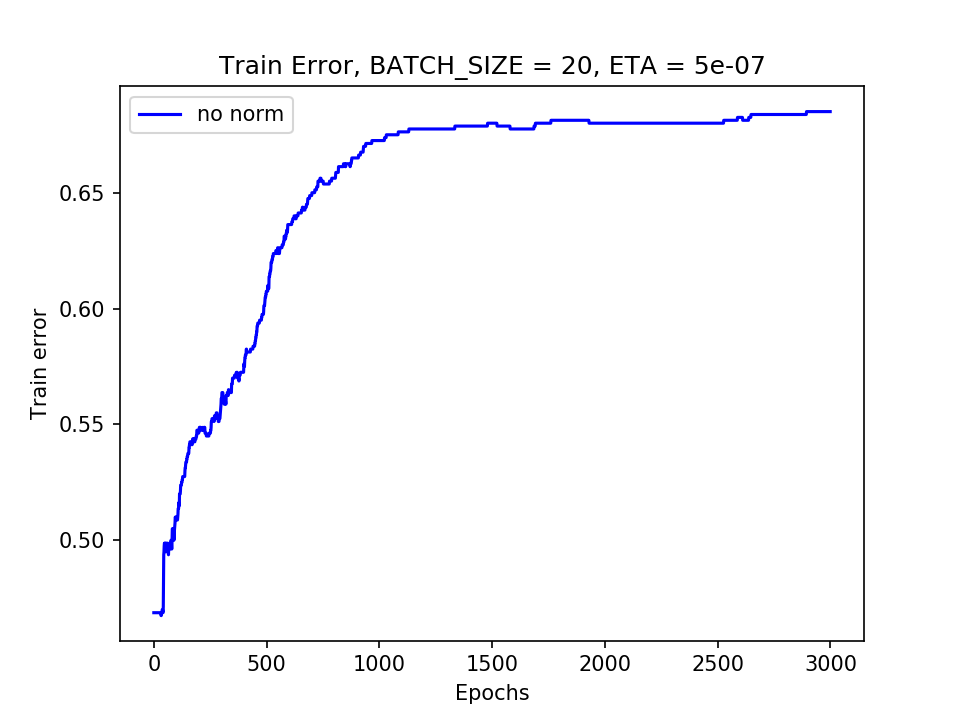 Train Error, BATCH_SIZE = 20, ETA = 5e-07
no norm
0.65
0.60
0.55
0.50
Train error
0 500 1000 1500 2000 2500 3000
Epochs